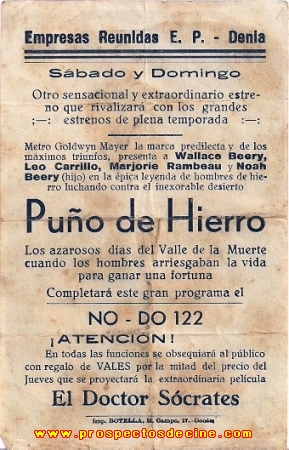 Empresas Reunidas E. P. - Denia
Sábado y Domingo
Otro sensacional y extraordinario estre-
no que rivalizará con los grandes
:—: estrenos de plena temporada :—:
Metro Goldwyn Mayer la marca predilecta y de los
máximos triunfos, presenta a Wallace Beery,
Leo Carrillo, Marjorie Rambeau y Noah
Beery (hijo) en la épica leyenda de hombres de hie-
rro luchando contra el inexorable desierto
Puño de Hierro
Los azarosos días del Valle de la Muerte
cuando los hombres arriesgaban la vida
para ganar una fortuna
Completará este gran programa el
NO - DO 122
¡ATENCIÓN!
En todas las funciones se obsequiará al público
con regalo de VALES por la mitad del precio del
Jueves que se proyectará la extraordinaria película
El Doctor Sócrates
Imp. BOTELLA, M. Campo, 17.-Denia
www.prospectosdecine.com